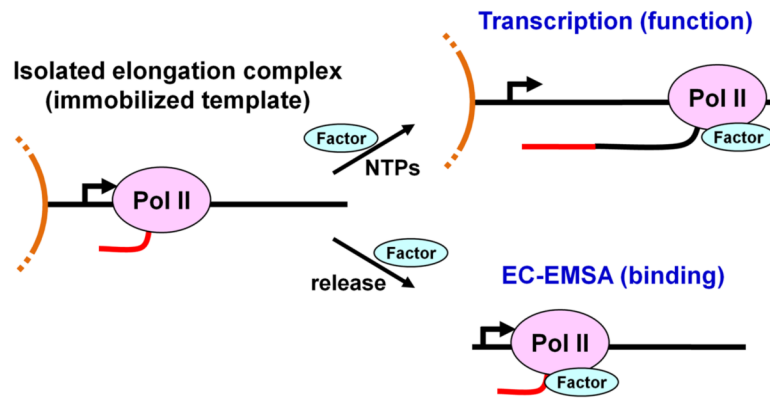 Transcription (function)
Isolated elongation complex
(immobilized template)
Pol II
Factor
Factor
NTPs
Pol II
Factor
release
EC-EMSA (binding)
Pol II
Factor